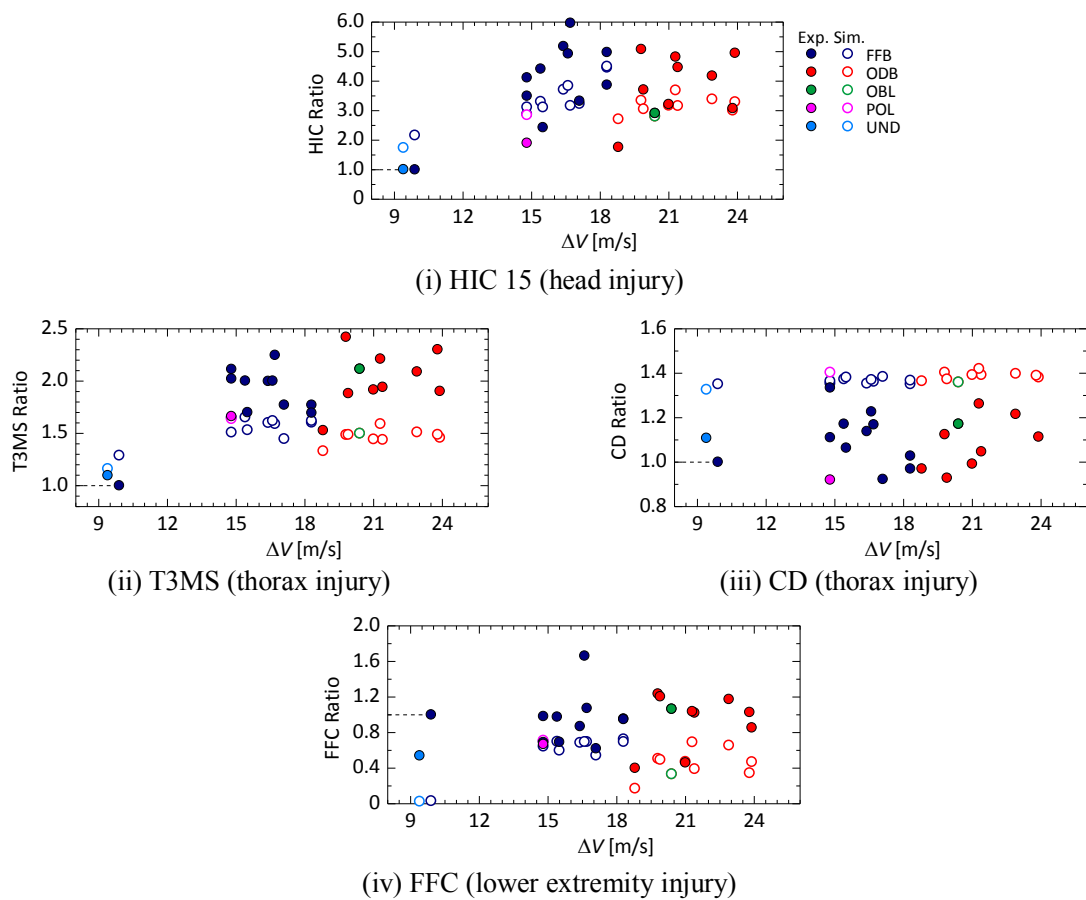 6.0
5.0
4.0
3.0
2.0
1.0
0.0
HIC Ratio
9 12 15 18 21 24
ΔV [m/s]
Exp. Sim.
FFB
ODB
OBL
POL
UND
(i) HIC 15 (head injury)
2.5
2.0
1.5
1.0
T3MS Ratio
9 12 15 18 21 24
ΔV [m/s]
(ii) T3MS (thorax injury)
1.6
1.4
1.2
1.0
0.8
CD Ratio
9 12 15 18 21 24
ΔV [m/s]
(iii) CD (thorax injury)
2.0
1.6
1.2
0.8
0.4
0
FFC Ratio
9 12 15 18 21 24
ΔV [m/s]
(iv) FFC (lower extremity injury)